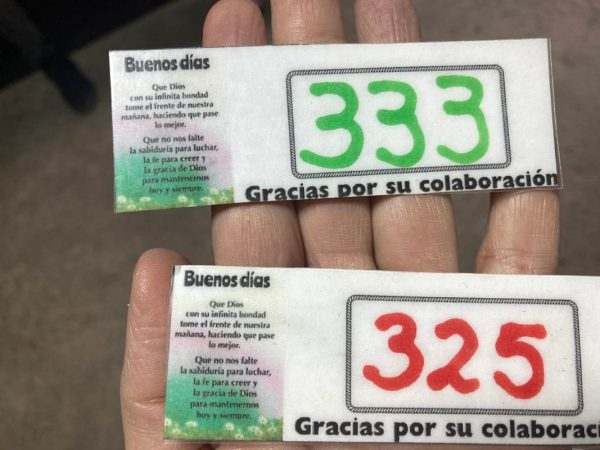 Buenos días
Que Dios
con su infinita bondad
tome el frente de nuestra
mañana, haciendo que pase
lo mejor.
Que no nos falte
la sabiduría para luchar,
la fe para creer y
la gracia de Dios
para mantenernos
hoy y siempre.
333
Gracias por su colaboración
Buenos días
Que Dios
con su infinita bondad
tome el frente de nuestra
mañana, haciendo que pase
lo mejor.
Que no nos falte
la sabiduría para luchar,
la fe para creer y
la gracia de Dios
para mantenernos
hoy y siempre.
325
Gracias por su colaboraci